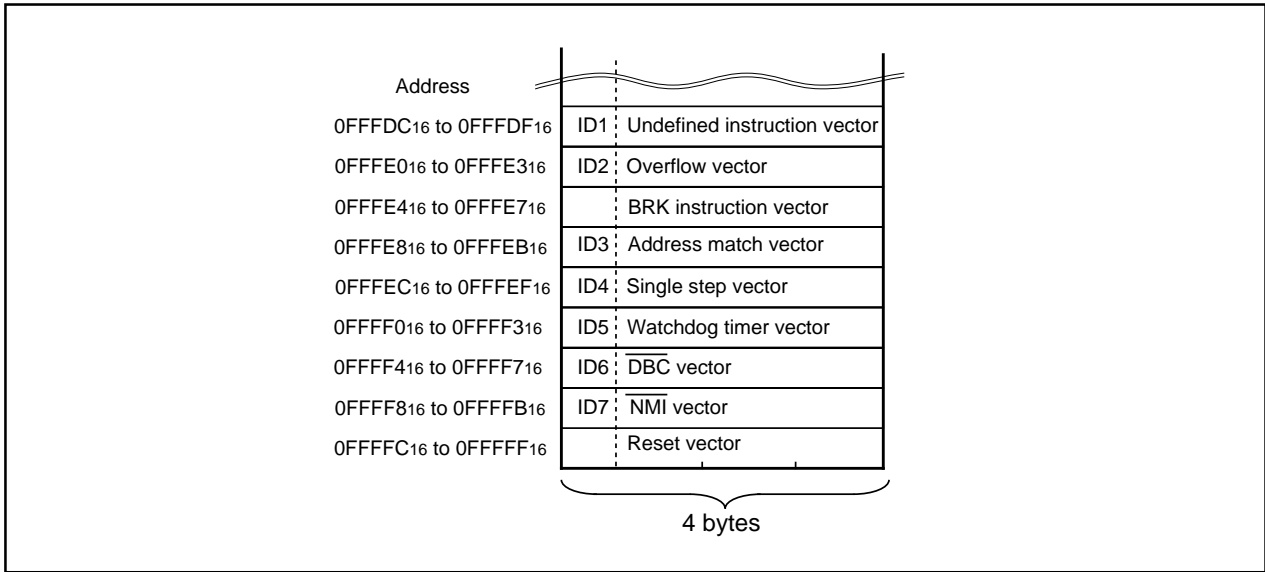 Address
0FFFDC16 to 0FFFDF16 ID1 Undefined instruction vector
0FFFE016 to 0FFFE316 ID2 Overflow vector
0FFFE416 to 0FFFE716 BRK instruction vector
0FFFE816 to 0FFFEB16 ID3 Address match vector
0FFFEC16 to 0FFFEF16 ID4 Single step vector
0FFFF016 to 0FFFF316 ID5 Watchdog timer vector
0FFFF416 to 0FFFF716 ID6 D̅B̅C̅ vector
0FFFF816 to 0FFFFB16 ID7 N̅M̅I̅ vector
0FFFFC16 to 0FFFFF16 Reset vector
4 bytes